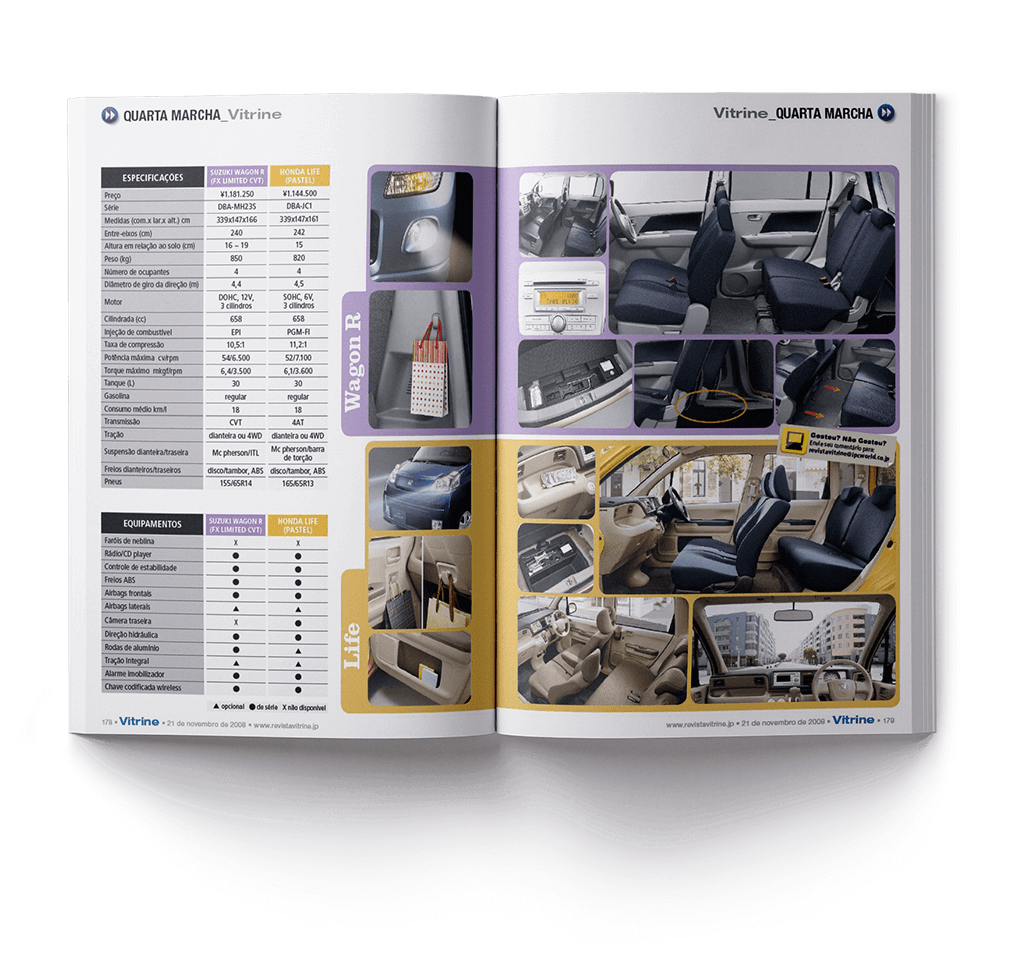 QUARTA MARCHA_Vitrine
ESPECIFICAÇÕES SUZUKI WAGON R (FX LIMITED CVT) HONDA LIFE (PASTEL)
Preço ¥1.181.250 ¥1.144.500
Série DBA-MH23S DBA-JC1
Medidas (com.x lar.x alt.) cm 339x147x166 339x147x161
Entre-eixos (cm) 240 242
Altura em relação ao solo (cm) 16 – 19 15
Peso (kg) 850 820
Número de ocupantes 4 4
Diâmetro de giro da direção (m) 4,4 4,5
Motor DOHC, 12V, 3 cilindros SOHC, 6V, 3 cilindros
Cilindrada (cc) 658 658
Injeção de combustível EPI PGM-FI
Taxa de compressão 10,5:1 11,2:1
Potência máxima cv/rpm 54/6.500 52/7.100
Torque máximo mkgf/rpm 6,4/3.500 6,1/3.600
Tanque (L) 30 30
Gasolina regular regular
Consumo médio km/l 18 18
Transmissão CVT 4AT
Tração dianteira ou 4WD dianteira ou 4WD
Suspensão dianteira/traseira Mc pherson/ITL Mc pherson/barra de torção
Freios dianteiros/traseiros disco/tambor, ABS disco/tambor, ABS
Pneus 155/65R14 165/65R13
EQUIPAMENTOS SUZUKI WAGON R (FX LIMITED CVT) HONDA LIFE (PASTEL)
Faróis de neblina X X
Rádio/CD player ● ●
Controle de estabilidade ● ●
Freios ABS ● ●
Airbags frontais ● ●
Airbags laterais ▲ ▲
Câmera traseira X ●
Direção hidráulica ● ●
Rodas de alumínio ● ▲
Tração Integral ▲ ▲
Alarme imobilizador ● ●
Chave codificada wireless ● ●
▲ opcional ● de série X não disponível
178 • Vitrine • 21 de novembro de 2008 • www.revistavitrine.jp
Wagon R
Life
Vitrine_QUARTA MARCHA
Gostou? Não Gostou?
Envie seu comentário para:
revistavitrine@ipcworld.co.jp
www.revistavitrine.jp • 21 de novembro de 2008 • Vitrine • 179